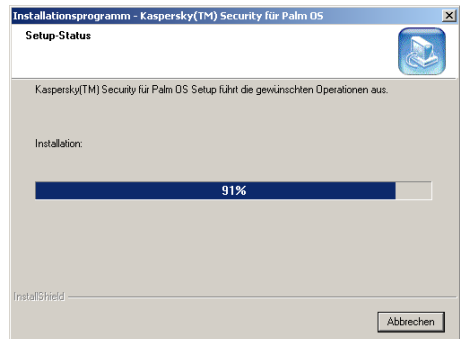 Installationsprogramm - Kaspersky(TM) Security für Palm OS
Setup-Status
Kaspersky(TM) Security für Palm OS Setup führt die gewünschten Operationen aus.
Installation:
91%
InstallShield
Abbrechen